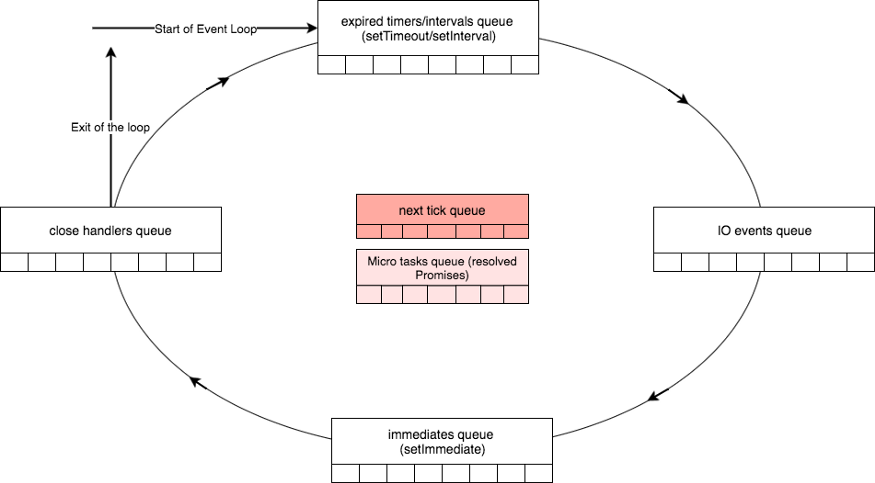 Start of Event Loop
expired timers/intervals queue
(setTimeout/setInterval)
Exit of the loop
close handlers queue
next tick queue
Micro tasks queue (resolved
Promises)
IO events queue
immediates queue
(setImmediate)